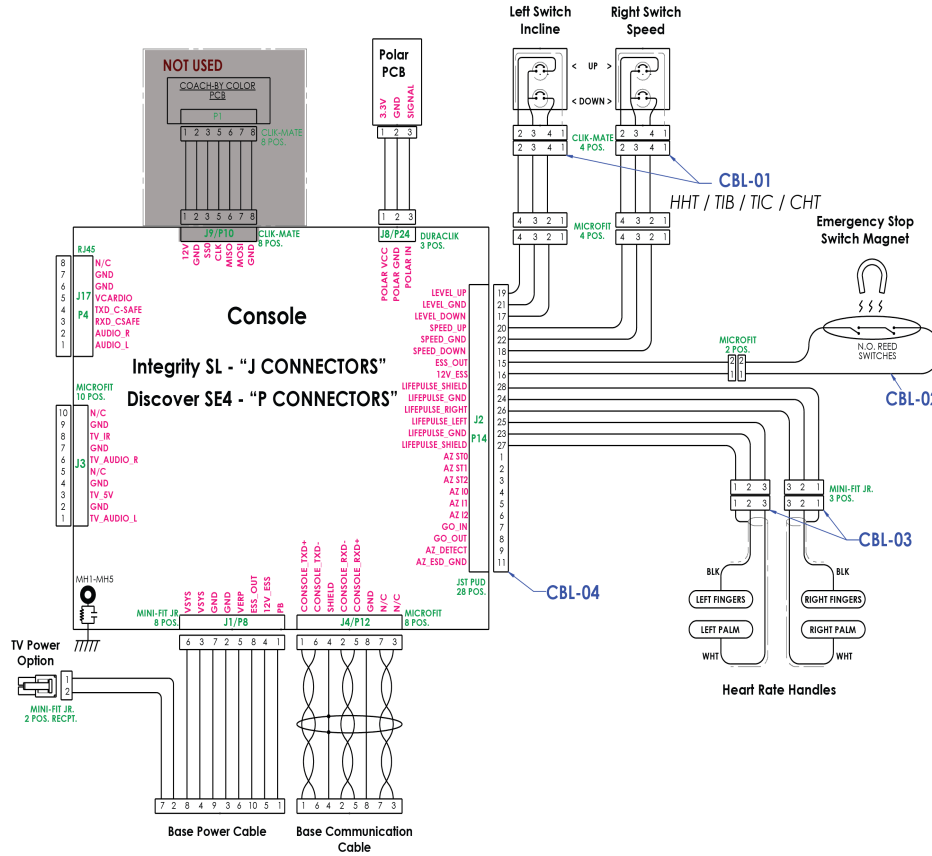 Left Switch
Incline
Right Switch
Speed
< UP >
< DOWN >
2 3 4 1
2 3 4 1
CLIK-MATE
4 POS.
2 3 4 1
2 3 4 1
CBL-01
HHT / TIB / TIC / CHT
4 3 2 1
4 3 2 1
MICROFIT
4 POS.
4 3 2 1
4 3 2 1
NOT USED
COACH-BY COLOR
PCB
P1
1 2 3 5 4 6 7 8
CLIK-MATE
8 POS.
1 2 3 5 4 6 7 8
J9/P10
CLIK-MATE
8 POS.
12V
GND
SS0
CLK
MISO
MOSI
GND
Polar
PCB
3.3V
GND
SIGNAL
1 2 3
1 2 3
J8/P24
DURACLIK
3 POS.
POLAR VCC
POLAR GND
POLAR IN
Emergency Stop
Switch Magnet
N.O. REED
SWITCHES
MICROFIT
2 POS.
2 2
1 1
CBL-02
RJ45
J17
P4
8 N/C
7 GND
6 GND
5 VCARDIO
4 TXD_C-SAFE
3 RXD_CSAFE
2 AUDIO_R
1 AUDIO_L
Console
Integrity SL - “J CONNECTORS”
Discover SE4 - “P CONNECTORS”
MICROFIT
10 POS.
J3
10 N/C
9 GND
8 TV_IR
7 GND
6 TV_AUDIO_R
5 N/C
4 GND
3 TV_5V
2 GND
1 TV_AUDIO_L
LEVEL_UP 19
LEVEL_GND 21
LEVEL_DOWN 17
SPEED_UP 20
SPEED_GND 22
SPEED_DOWN 18
ESS_OUT 15
12V_ESS 16
LIFEPULSE_SHIELD 28
LIFEPULSE_GND 24
LIFEPULSE_RIGHT 26
LIFEPULSE_LEFT 25
LIFEPULSE_GND 23
LIFEPULSE_SHIELD 27
AZ ST0 1
AZ ST1 2
AZ ST2 3
AZ I0 4
AZ I1 5
AZ I2 6
GO_IN 7
GO_OUT 8
AZ_DETECT 9
AZ_ESD_GND 11
J2
P14
JST PUD
28 POS.
CBL-04
1 2 3
1 2 3
3 2 1
3 2 1
MINI-FIT JR.
3 POS.
CBL-03
BLK
BLK
LEFT FINGERS
RIGHT FINGERS
LEFT PALM
RIGHT PALM
WHT
WHT
Heart Rate Handles
MH1-MH5
MINI-FIT JR.
8 POS.
VSYS
VSYS
GND
GND
VERP
ESS_OUT
12V_ESS
PB
J1/P8
6 3 7 2 5 8 4 1
CONSOLE_TXD+
CONSOLE_TXD-
SHIELD
CONSOLE_RXD-
CONSOLE_RXD+
GND
N/C
N/C
J4/P12
MICROFIT
8 POS.
1 6 4 2 5 8 7 3
TV Power
Option
1
2
MINI-FIT JR.
2 POS. RECPT.
7 2 8 4 9 3 6 10 5 1
Base Power Cable
1 6 4 2 5 8 7 3
Base Communication
Cable